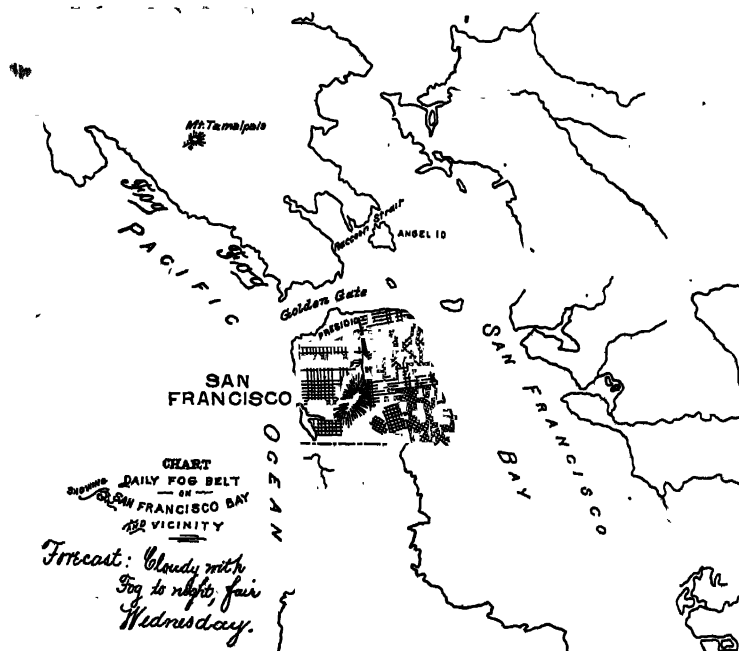 Mt. Tamalpais
Fog
PACIFIC
Fog
Raccoon Strait
ANGEL ID
Golden Gate
PRESIDIO
SAN
FRANCISCO
OCEAN
SAN FRANCISCO
BAY
CHART
SHOWING
DAILY FOG BELT
ON
SAN FRANCISCO BAY
AND VICINITY
Forecast: Cloudy with
Fog to night, fair
Wednesday.